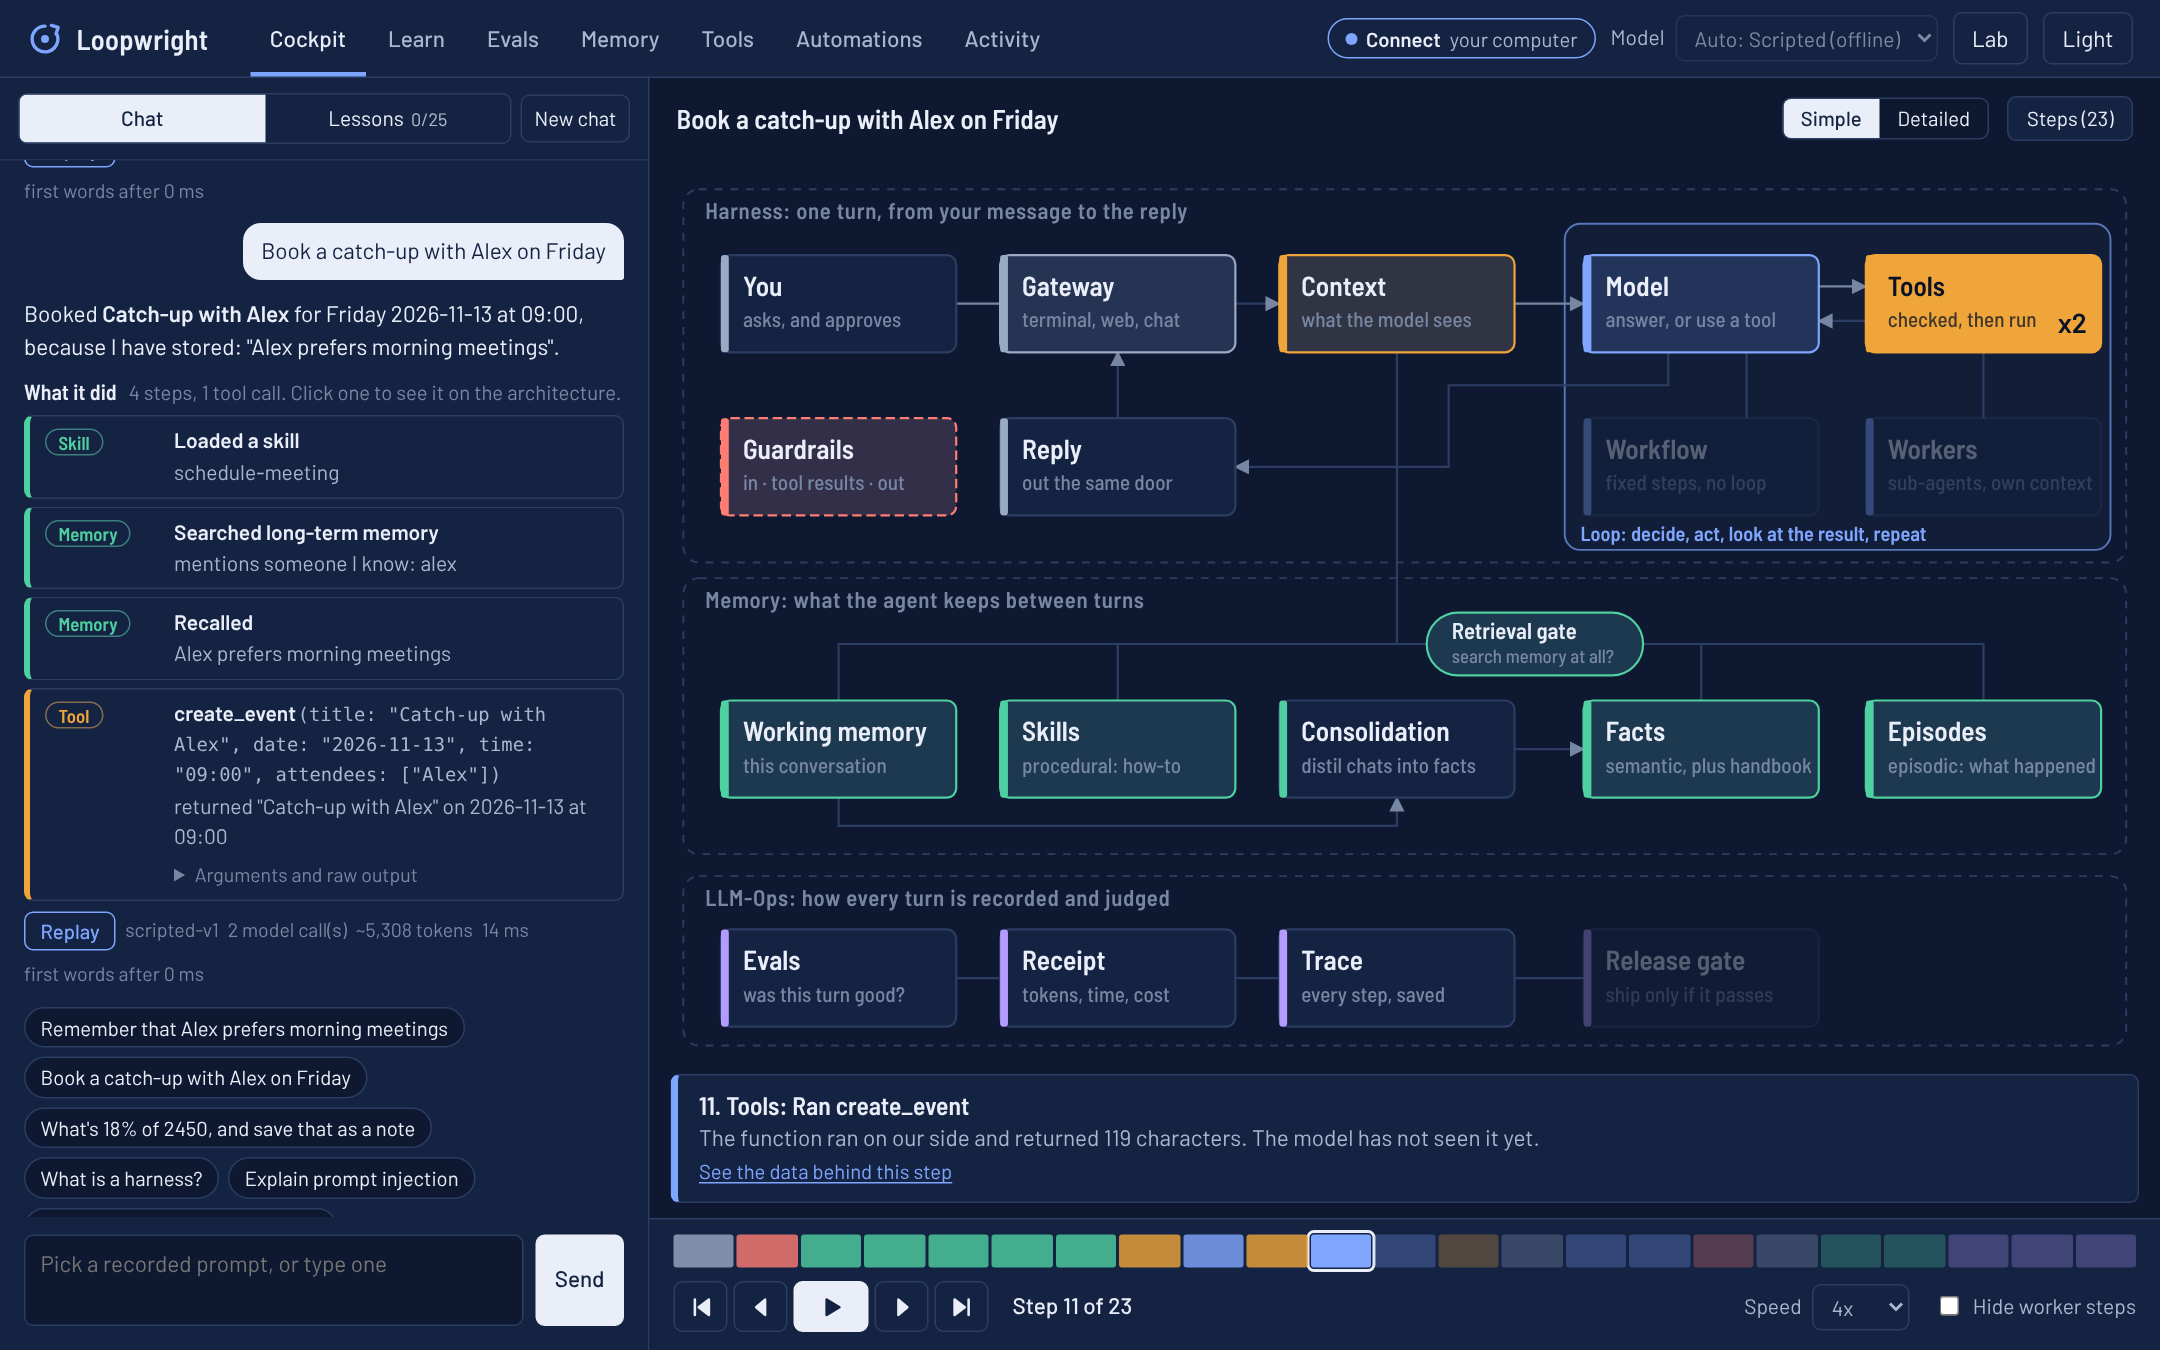 Loopwright
Cockpit
Learn
Evals
Memory
Tools
Automations
Activity
Connect your computer
Model
Auto: Scripted (offline)
Lab
Light
Chat
Lessons 0/25
New chat
first words after 0 ms
Book a catch-up with Alex on Friday
Booked Catch-up with Alex for Friday 2026-11-13 at 09:00,
because I have stored: "Alex prefers morning meetings".
What it did 4 steps, 1 tool call. Click one to see it on the architecture.
Skill
Loaded a skill
schedule-meeting
Memory
Searched long-term memory
mentions someone I know: alex
Memory
Recalled
Alex prefers morning meetings
Tool
create_event(title: "Catch-up with
Alex", date: "2026-11-13", time:
"09:00", attendees: ["Alex"])
returned "Catch-up with Alex" on 2026-11-13 at
09:00
Arguments and raw output
Replay
scripted-v1 2 model call(s) ~5,308 tokens 14 ms
first words after 0 ms
Remember that Alex prefers morning meetings
Book a catch-up with Alex on Friday
What's 18% of 2450, and save that as a note
What is a harness?
Explain prompt injection
Pick a recorded prompt, or type one
Send
Book a catch-up with Alex on Friday
Simple
Detailed
Steps (23)
Harness: one turn, from your message to the reply
You
asks, and approves
Gateway
terminal, web, chat
Context
what the model sees
Model
answer, or use a tool
Tools
checked, then run
x2
Guardrails
in · tool results · out
Reply
out the same door
Workflow
fixed steps, no loop
Workers
sub-agents, own context
Loop: decide, act, look at the result, repeat
Memory: what the agent keeps between turns
Retrieval gate
search memory at all?
Working memory
this conversation
Skills
procedural: how-to
Consolidation
distil chats into facts
Facts
semantic, plus handbook
Episodes
episodic: what happened
LLM-Ops: how every turn is recorded and judged
Evals
was this turn good?
Receipt
tokens, time, cost
Trace
every step, saved
Release gate
ship only if it passes
11. Tools: Ran create_event
The function ran on our side and returned 119 characters. The model has not seen it yet.
See the data behind this step
Step 11 of 23
Speed
4x
Hide worker steps